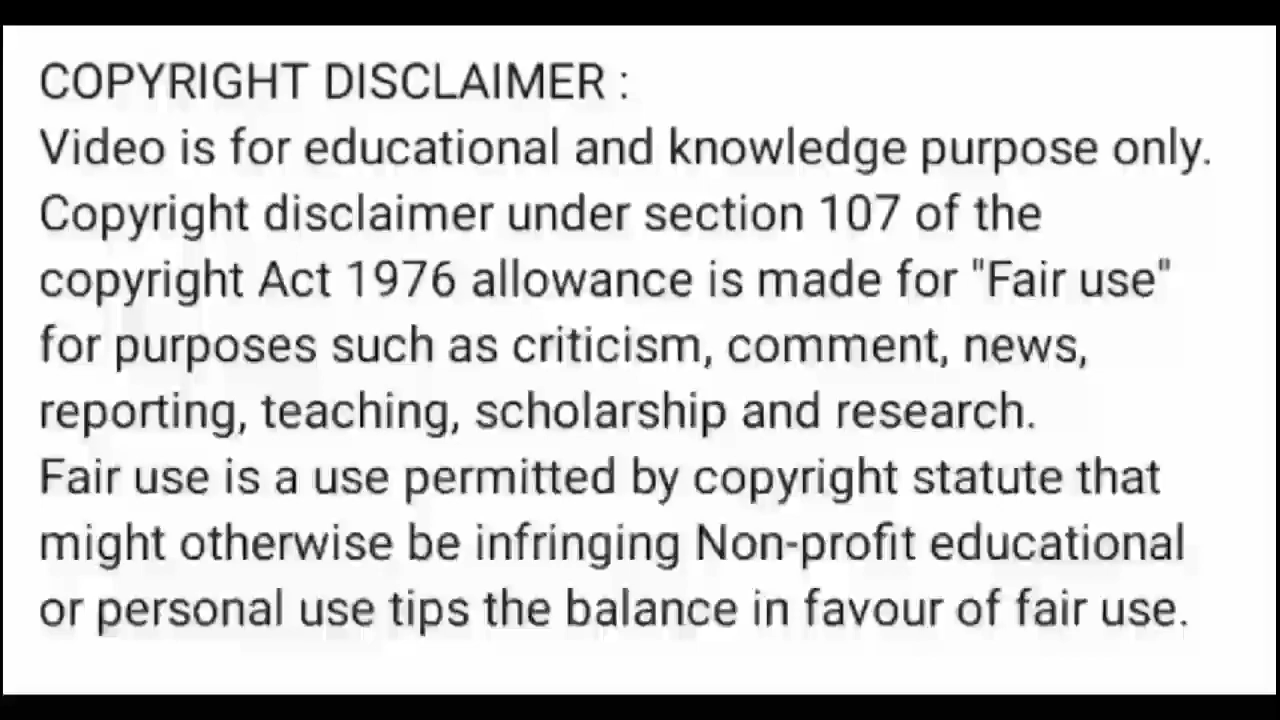 COPYRIGHT DISCLAIMER :
Video is for educational and knowledge purpose only.
Copyright disclaimer under section 107 of the
copyright Act 1976 allowance is made for "Fair use"
for purposes such as criticism, comment, news,
reporting, teaching, scholarship and research.
Fair use is a use permitted by copyright statute that
might otherwise be infringing Non-profit educational
or personal use tips the balance in favour of fair use.